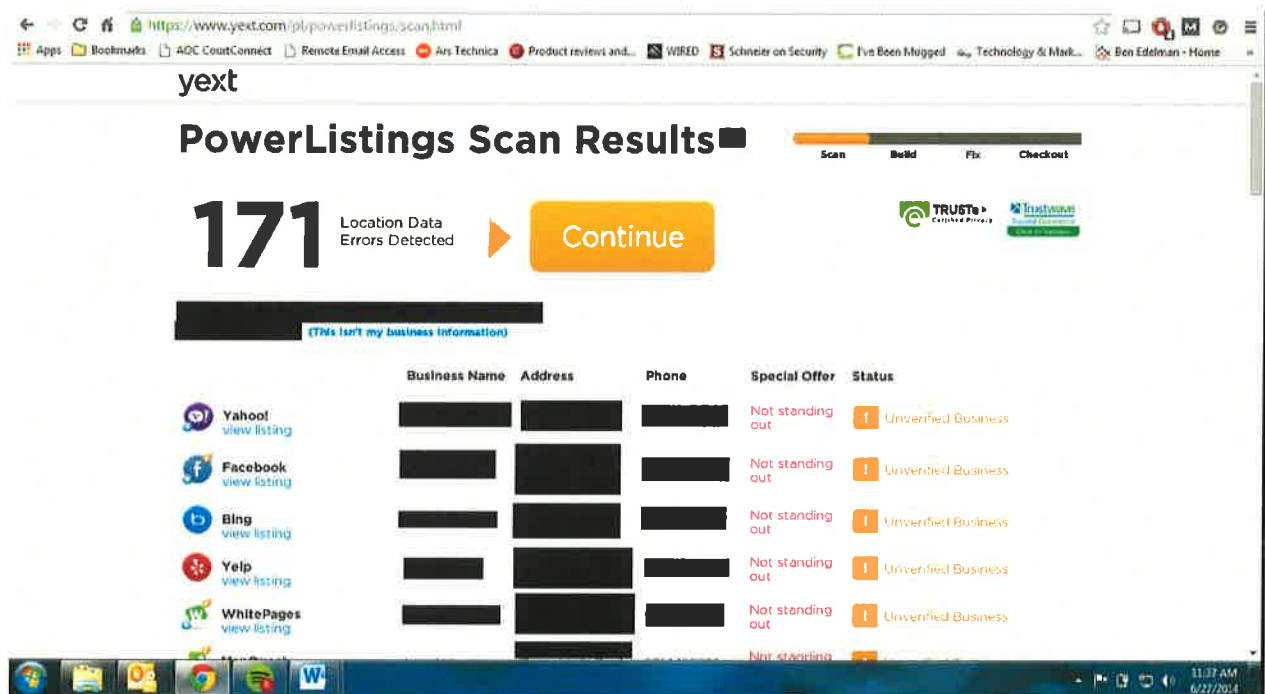 https://www.yext.com/pl/powerlistings/scan.html
Apps Bookmarks AOC CourtConnect Remote Email Access Ars Technica Product reviews and... WIRED Schneier on Security I've Been Mugged Technology & Mark... Ben Edelman - Home »
yext
PowerListings Scan Results
Scan Build Fix Checkout
171 Location Data
Errors Detected
Continue
TRUSTe
Certified Privacy
Trustwave
(This isn't my business information)
Business Name Address Phone Special Offer Status
Yahoo!
view listing
Not standing
out
! Unverified Business
Facebook
view listing
Not standing
out
! Unverified Business
Bing
view listing
Not standing
out
! Unverified Business
Yelp
view listing
Not standing
out
! Unverified Business
WhitePages
view listing
Not standing
out
! Unverified Business
Not standing
11:37 AM
6/27/2014